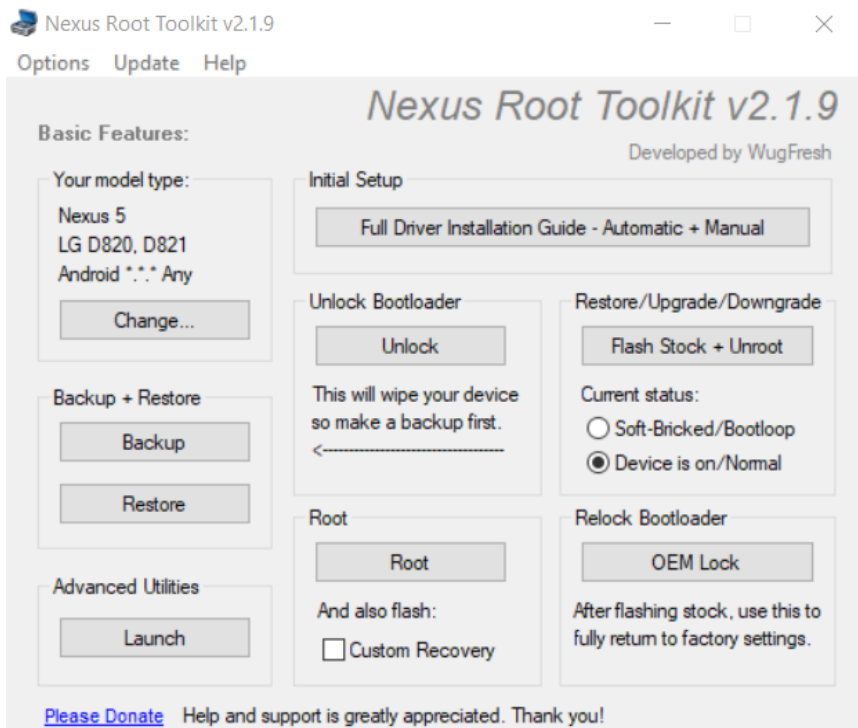 Nexus Root Toolkit v2.1.9
Options Update Help
Nexus Root Toolkit v2.1.9
Developed by WugFresh
Basic Features:
Your model type:
Nexus 5
LG D820, D821
Android *.*.* Any
Change...
Initial Setup
Full Driver Installation Guide - Automatic + Manual
Unlock Bootloader
Unlock
This will wipe your device
so make a backup first.
<-----------------------------------
Restore/Upgrade/Downgrade
Flash Stock + Unroot
Current status:
Soft-Bricked/Bootloop
Device is on/Normal
Backup + Restore
Backup
Restore
Root
Root
And also flash:
Custom Recovery
Relock Bootloader
OEM Lock
After flashing stock, use this to
fully return to factory settings.
Advanced Utilities
Launch
Please Donate Help and support is greatly appreciated. Thank you!